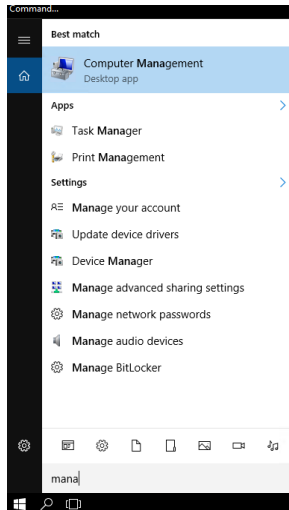 Command...
Best match
Computer Management
Desktop app
Apps
Task Manager
Print Management
Settings
Manage your account
Update device drivers
Device Manager
Manage advanced sharing settings
Manage network passwords
Manage audio devices
Manage BitLocker
mana